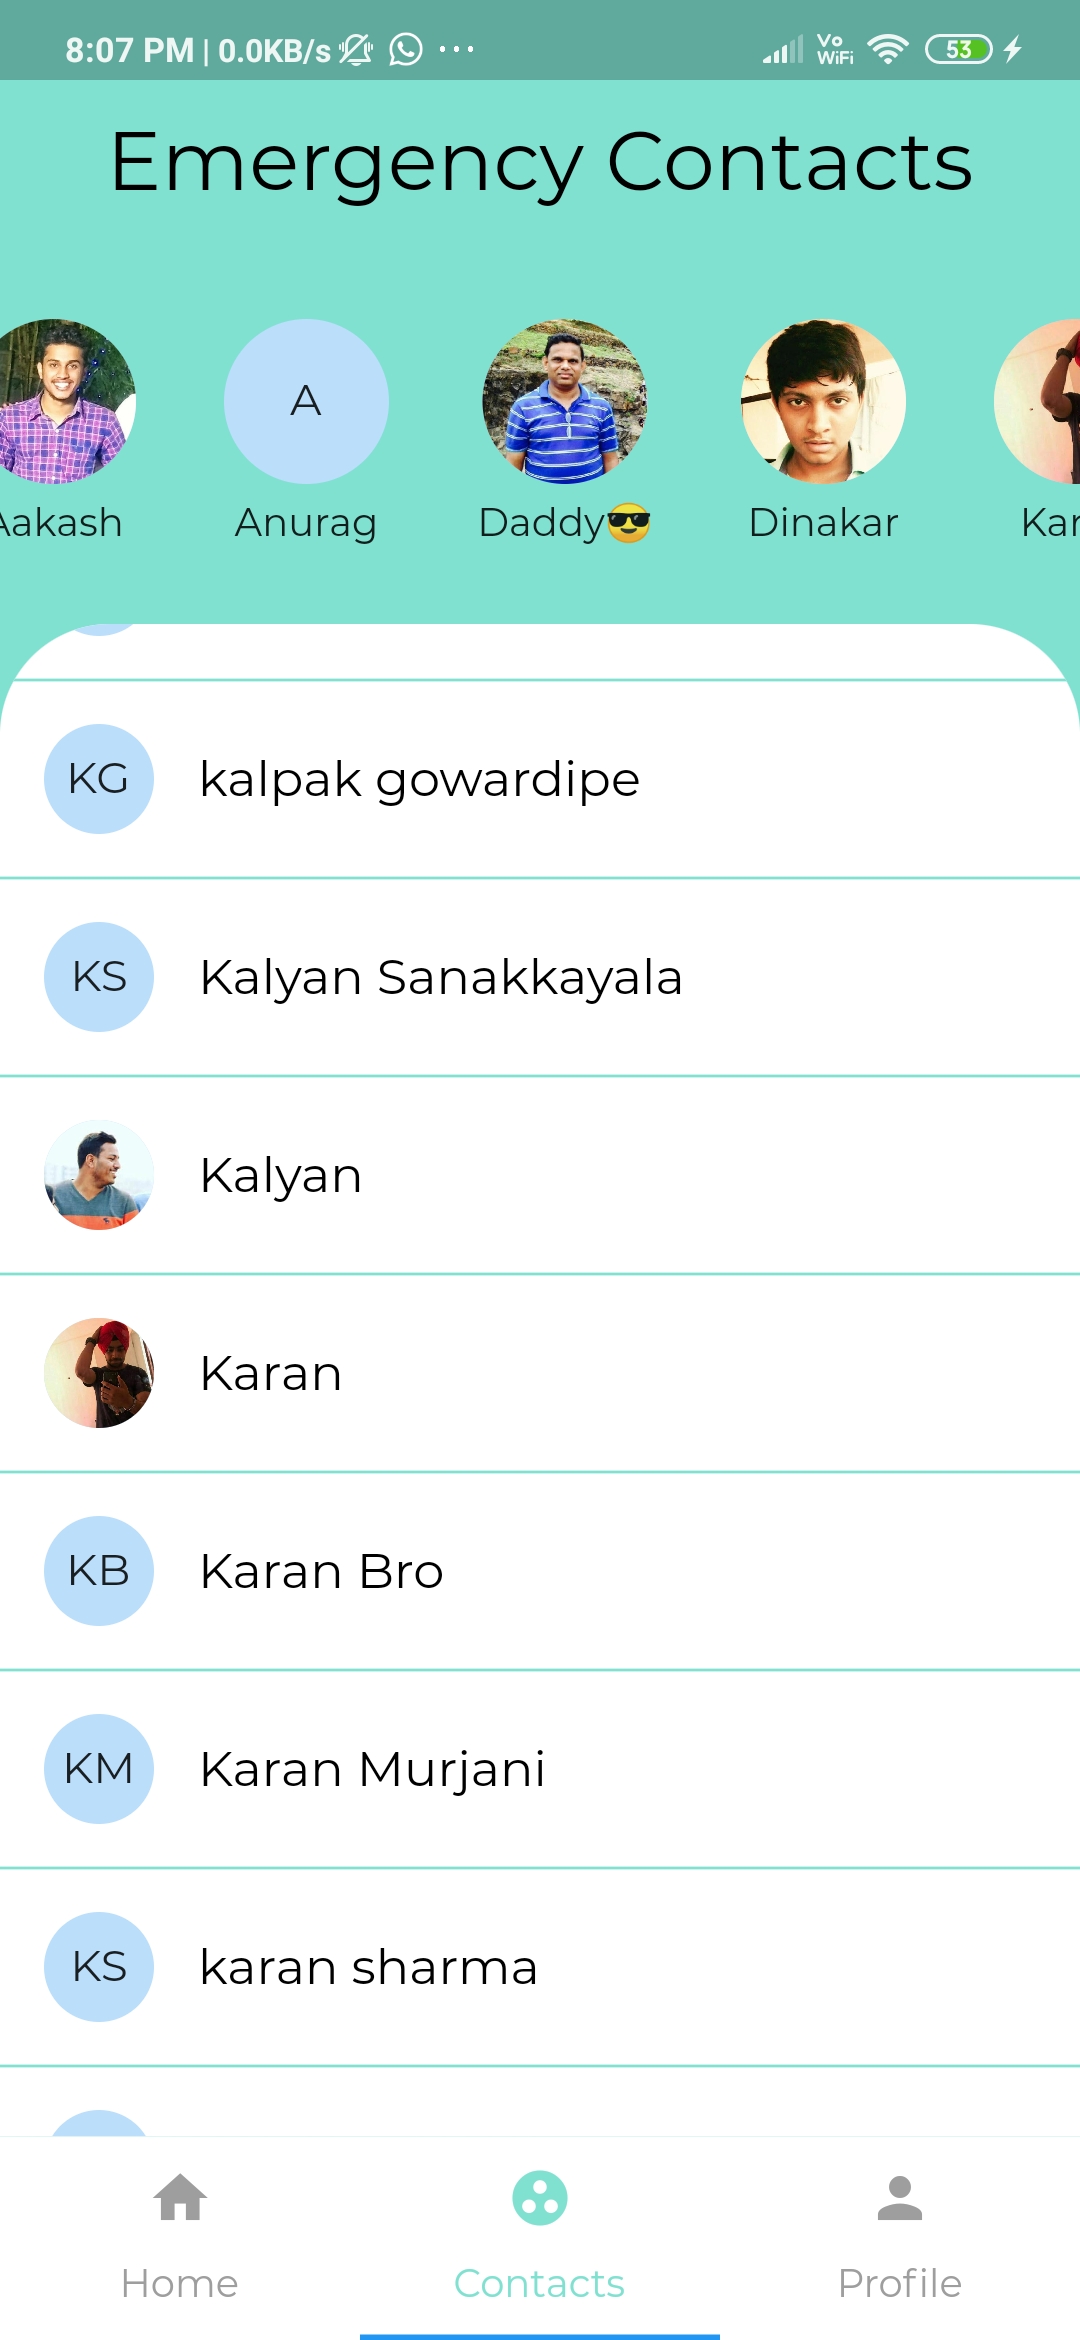 8:07 PM | 0.0KB/s ... Vo WiFi 53
Emergency Contacts
A
Aakash Anurag Daddy😎 Dinakar Kar
KG kalpak gowardipe
KS Kalyan Sanakkayala
Kalyan
Karan
KB Karan Bro
KM Karan Murjani
KS karan sharma
Home Contacts Profile